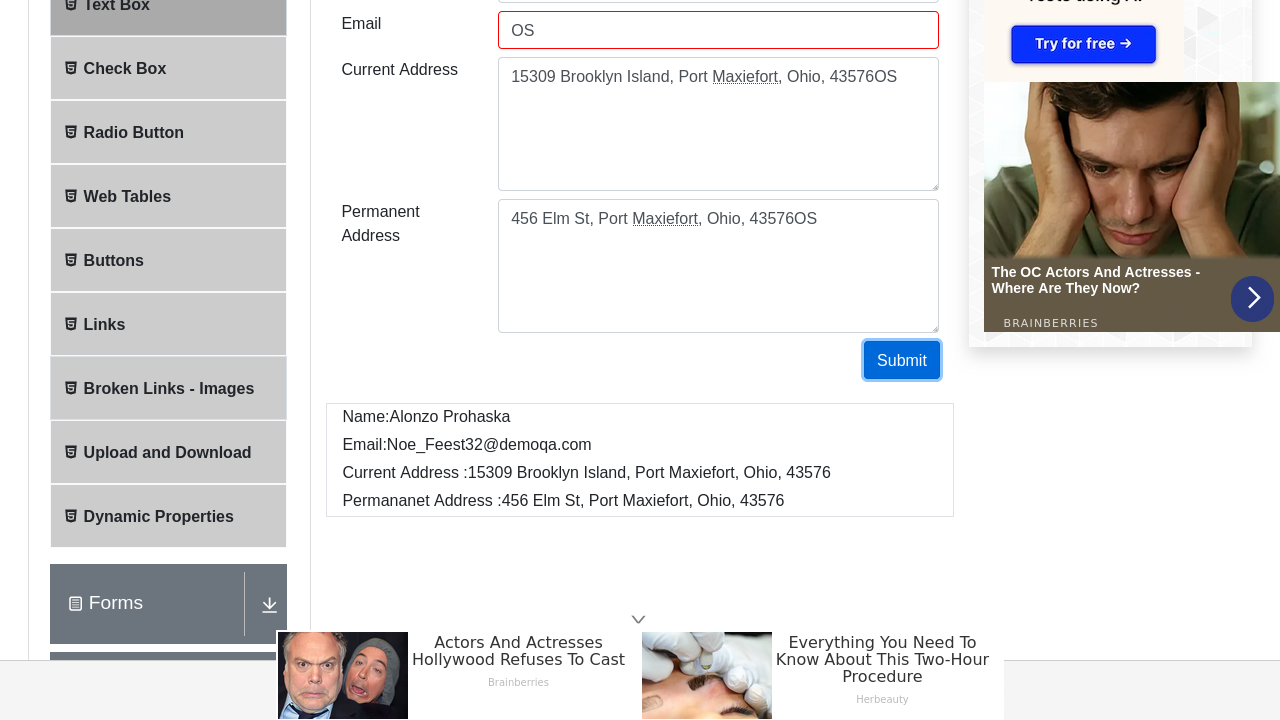 Text Box
Check Box
Radio Button
Web Tables
Buttons
Links
Broken Links - Images
Upload and Download
Dynamic Properties
Forms
Email
OS
Current Address
15309 Brooklyn Island, Port Maxiefort, Ohio, 43576OS
Permanent
Address
456 Elm St, Port Maxiefort, Ohio, 43576OS
Submit
Name:Alonzo Prohaska
Email:Noe_Feest32@demoqa.com
Current Address :15309 Brooklyn Island, Port Maxiefort, Ohio, 43576
Permananet Address :456 Elm St, Port Maxiefort, Ohio, 43576
Try for free →
The OC Actors And Actresses -
Where Are They Now?
BRAINBERRIES
Actors And Actresses
Hollywood Refuses To Cast
Brainberries
Everything You Need To
Know About This Two-Hour
Procedure
Herbeauty